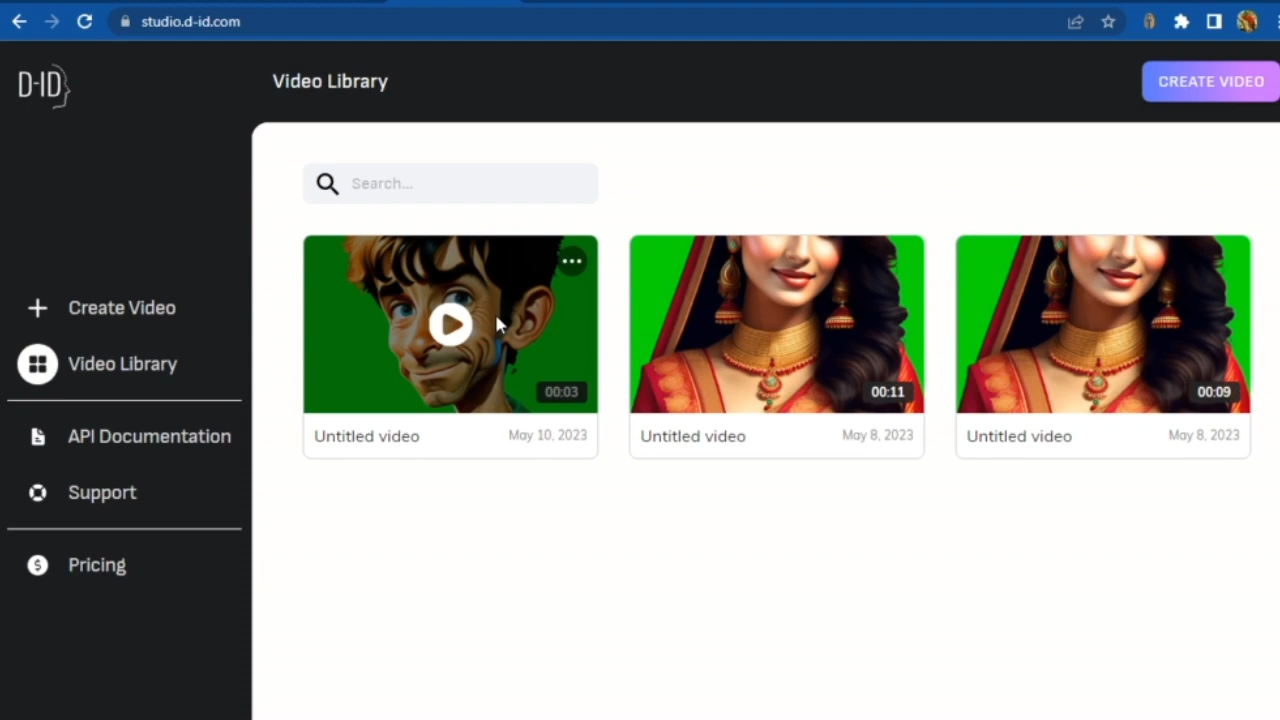 studio.d-id.com
D-ID
Video Library
CREATE VIDEO
Search...
Create Video
Video Library
API Documentation
Support
Pricing
00:03
00:11
00:09
Untitled video May 10, 2023
Untitled video May 8, 2023
Untitled video May 8, 2023